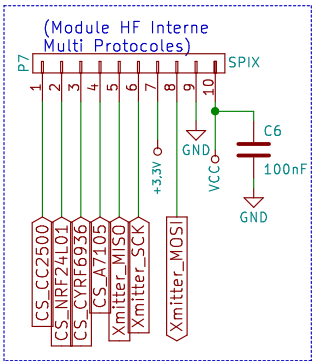 (Module HF Interne
Multi Protocoles)
P7
SPIX
1
2
3
4
5
6
7
8
9
10
CS_CC2500
CS_NRF24L01
CS_CYRF6936
CS_A7105
Xmitter_MISO
Xmitter_SCK
+3,3V
Xmitter_MOSI
GND
VCC
C6
100nF
GND